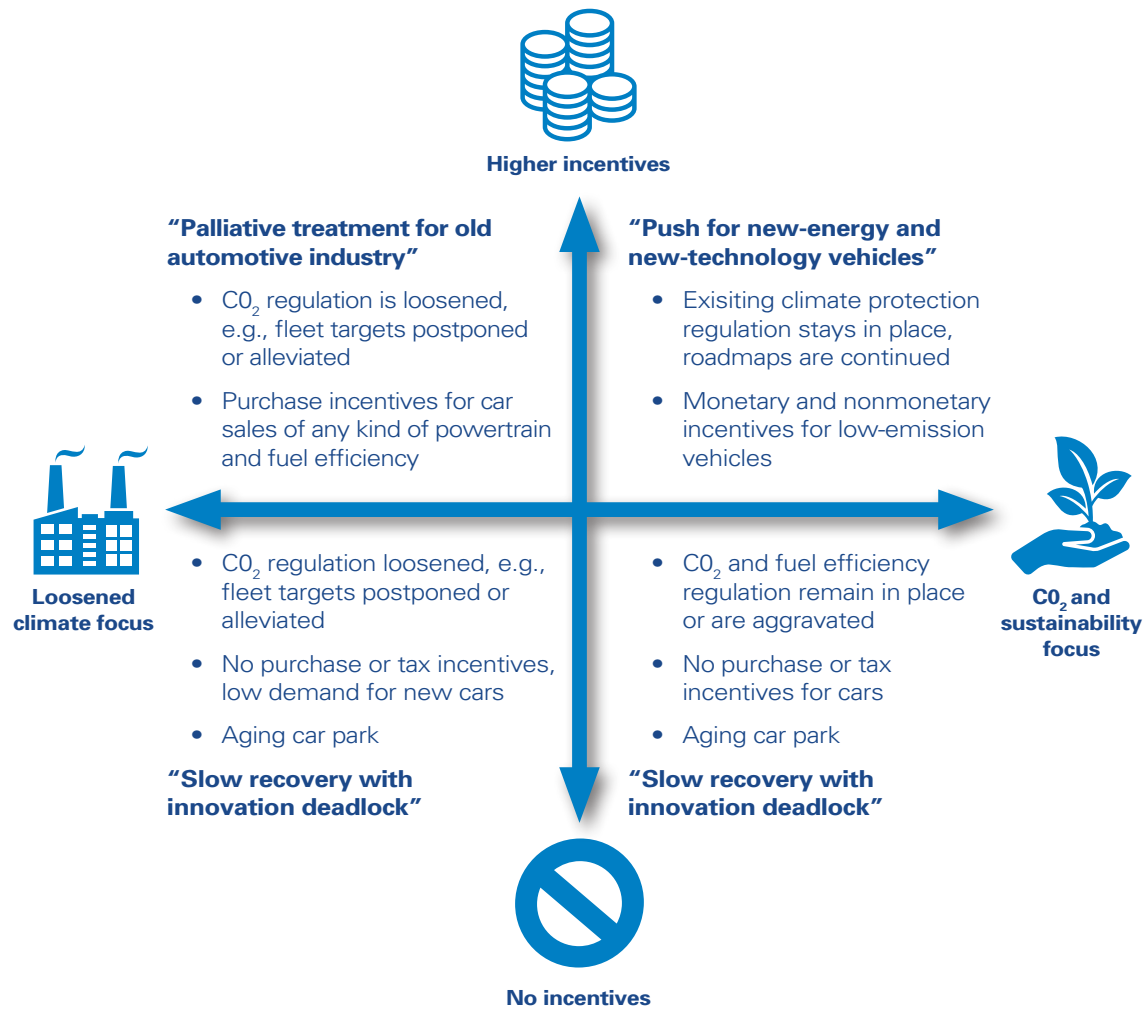 Higher incentives
“Palliative treatment for old
automotive industry”
• C0₂ regulation is loosened,
e.g., fleet targets postponed
or alleviated
• Purchase incentives for car
sales of any kind of powertrain
and fuel efficiency
“Push for new-energy and
new-technology vehicles”
• Exisiting climate protection
regulation stays in place,
roadmaps are continued
• Monetary and nonmonetary
incentives for low-emission
vehicles
Loosened
climate focus
C0₂ and
sustainability
focus
• C0₂ regulation loosened, e.g.,
fleet targets postponed or
alleviated
• No purchase or tax incentives,
low demand for new cars
• Aging car park
“Slow recovery with
innovation deadlock”
• C0₂ and fuel efficiency
regulation remain in place
or are aggravated
• No purchase or tax
incentives for cars
• Aging car park
“Slow recovery with
innovation deadlock”
No incentives